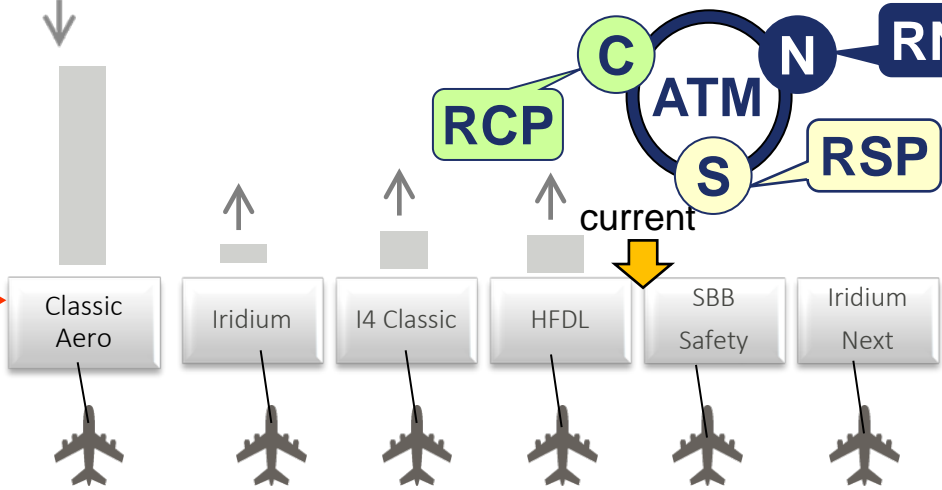 C
N
ATM
RCP
S
RSP
current
Classic
Aero
Iridium
I4 Classic
HFDL
SBB
Safety
Iridium
Next